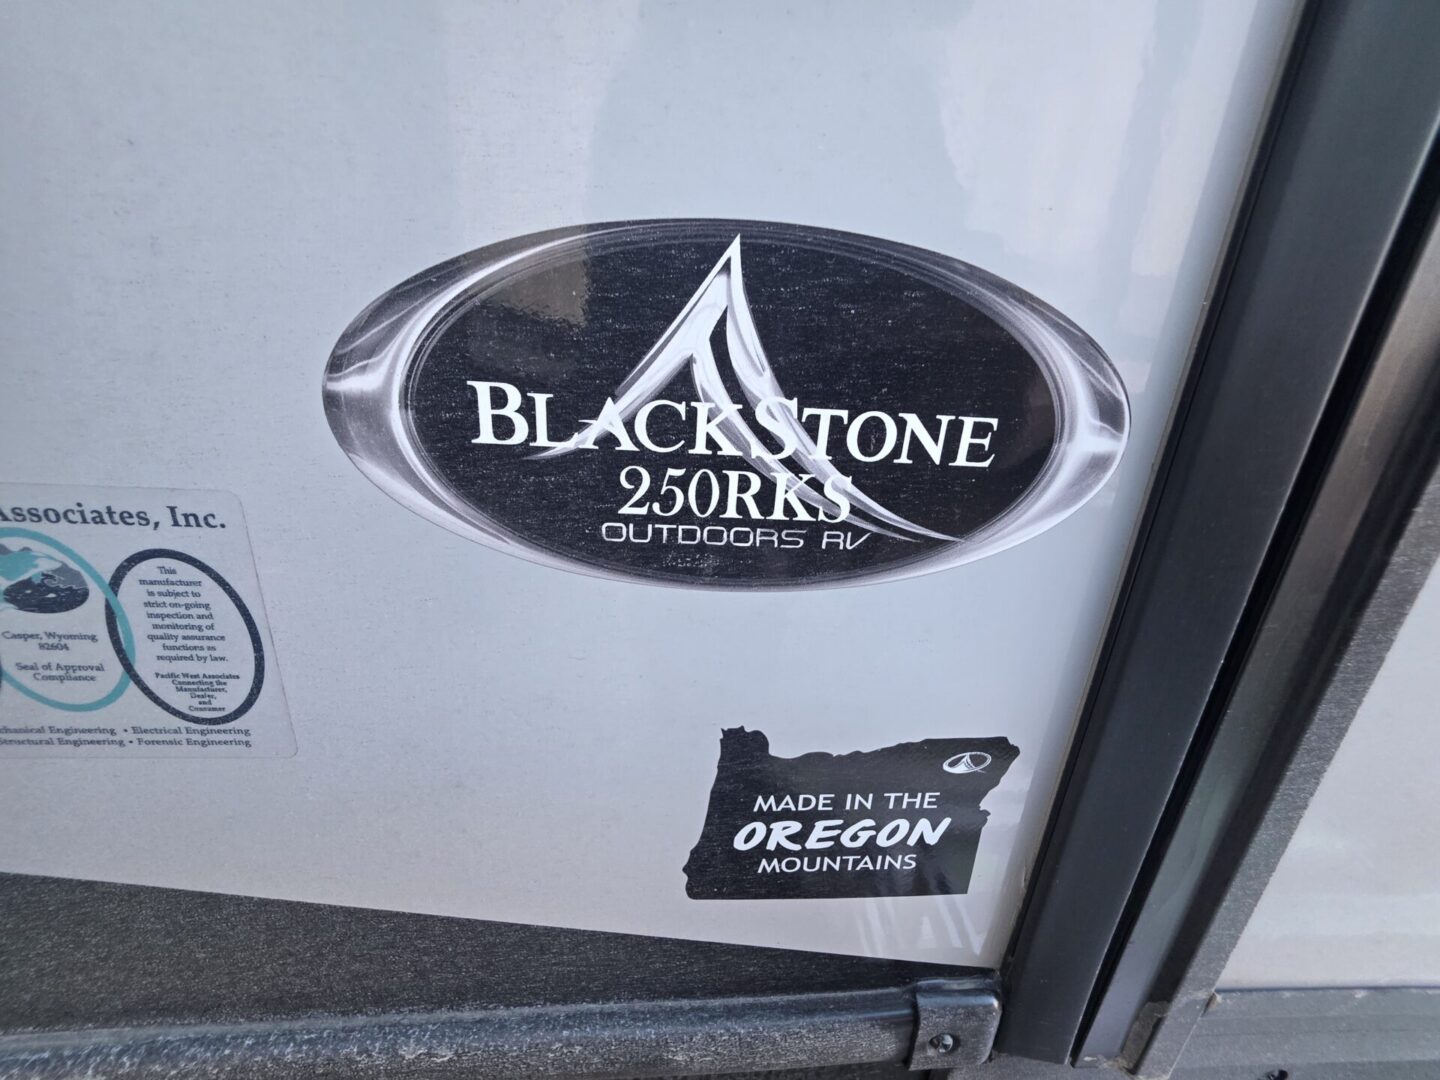 BLACKSTONE
250RKS
OUTDOORS RV
Associates, Inc.
Casper, Wyoming
82604
Seal of Approval
Compliance
This
manufacturer
is subject to
strict on-going
inspection and
monitoring of
quality assurance
functions as
required by law.
Pacific West Associates
Connecting the
Manufacturer,
Dealer,
and
Consumer
chanical Engineering • Electrical Engineering
Structural Engineering • Forensic Engineering
MADE IN THE
OREGON
MOUNTAINS